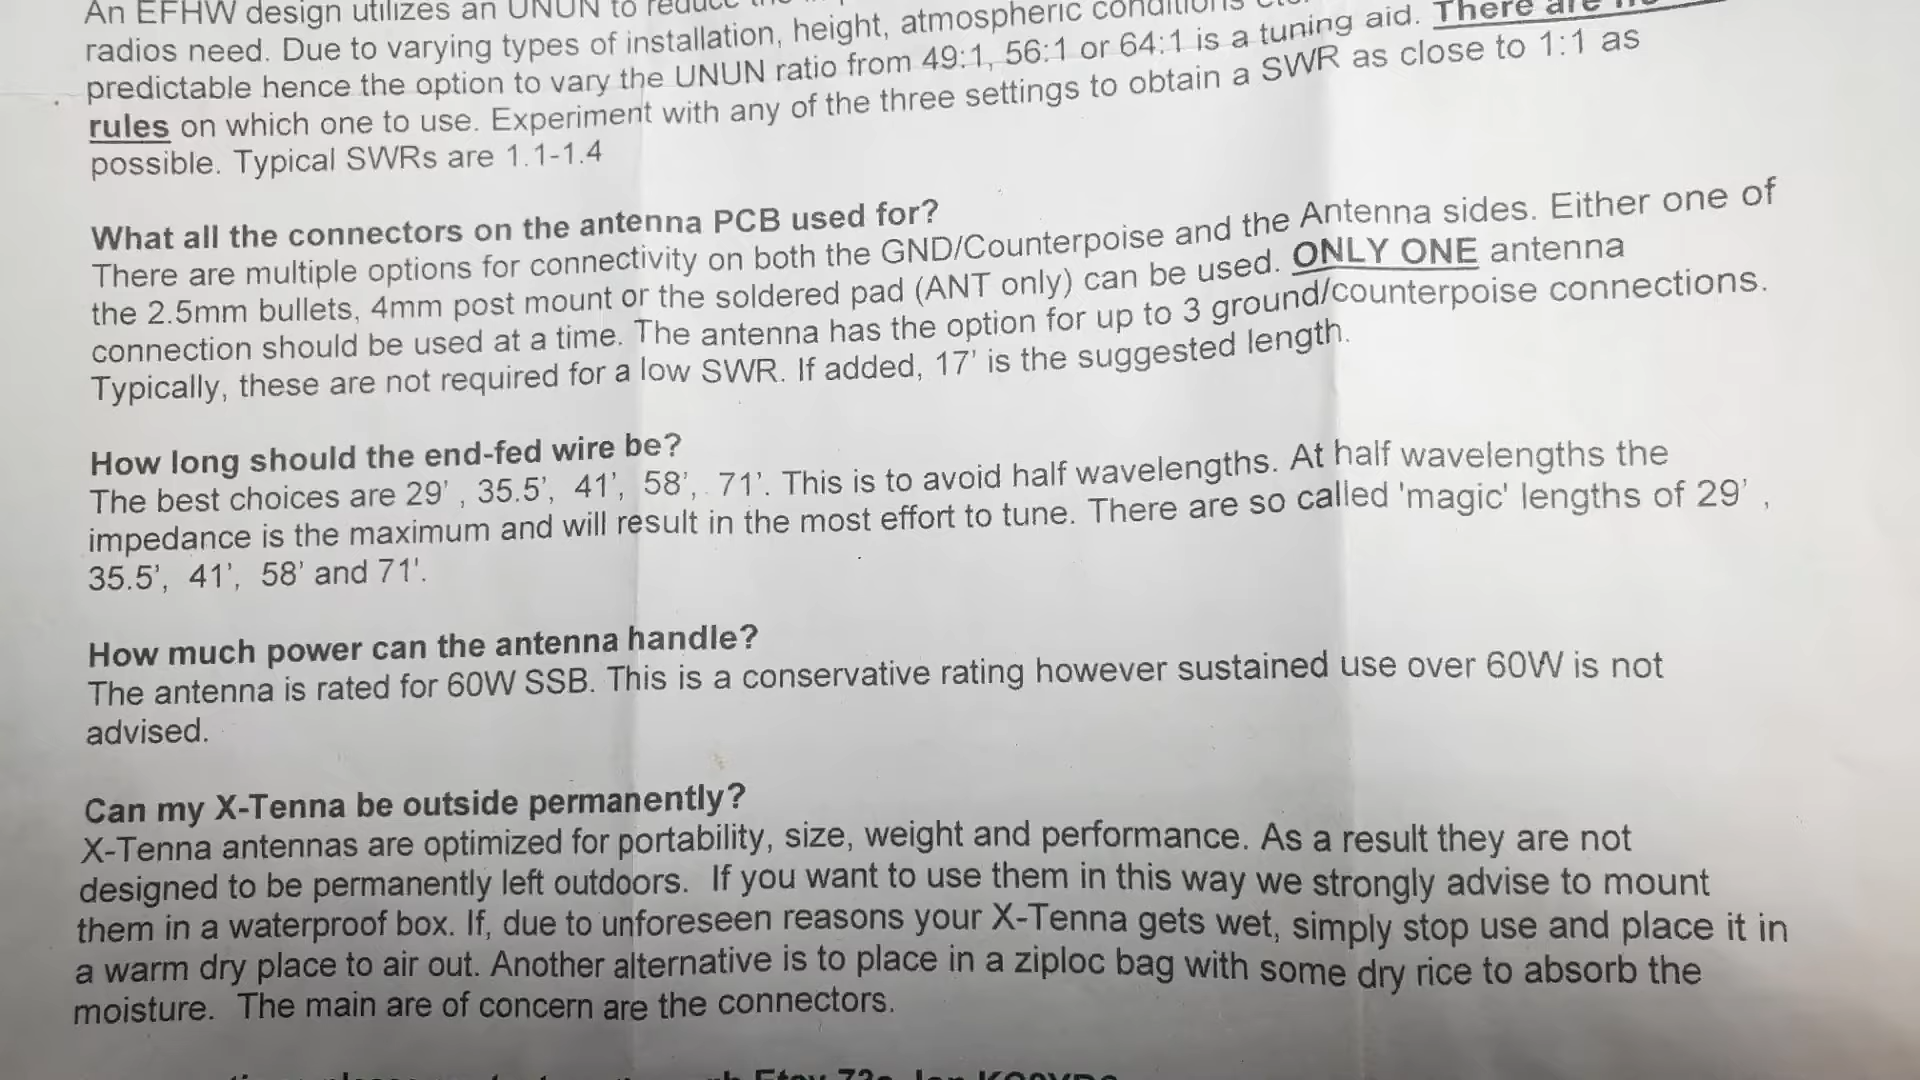 An EFHW design utilizes an UNUN to reduce the
radios need. Due to varying types of installation, height, atmospheric conditions
predictable hence the option to vary the UNUN ratio from 49:1, 56:1 or 64:1 is a tuning aid. There are no
rules on which one to use. Experiment with any of the three settings to obtain a SWR as close to 1:1 as
possible. Typical SWRs are 1.1-1.4
What all the connectors on the antenna PCB used for?
There are multiple options for connectivity on both the GND/Counterpoise and the Antenna sides. Either one of
the 2.5mm bullets, 4mm post mount or the soldered pad (ANT only) can be used. ONLY ONE antenna
connection should be used at a time. The antenna has the option for up to 3 ground/counterpoise connections.
Typically, these are not required for a low SWR. If added, 17' is the suggested length.
How long should the end-fed wire be?
The best choices are 29' , 35.5', 41', 58', 71'. This is to avoid half wavelengths. At half wavelengths the
impedance is the maximum and will result in the most effort to tune. There are so called 'magic' lengths of 29' ,
35.5', 41', 58' and 71'.
How much power can the antenna handle?
The antenna is rated for 60W SSB. This is a conservative rating however sustained use over 60W is not
advised.
Can my X-Tenna be outside permanently?
X-Tenna antennas are optimized for portability, size, weight and performance. As a result they are not
designed to be permanently left outdoors. If you want to use them in this way we strongly advise to mount
them in a waterproof box. If, due to unforeseen reasons your X-Tenna gets wet, simply stop use and place it in
a warm dry place to air out. Another alternative is to place in a ziploc bag with some dry rice to absorb the
moisture. The main are of concern are the connectors.